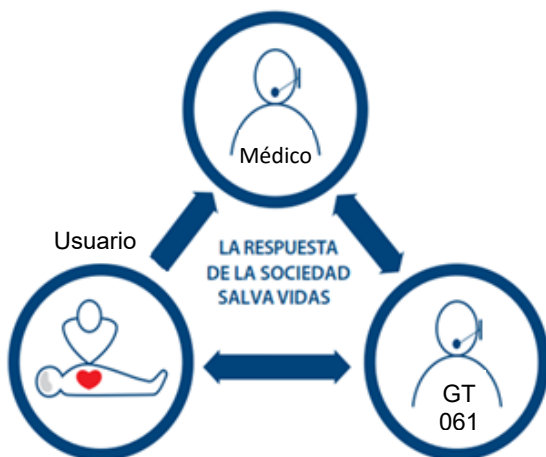 Médico
Usuario
LA RESPUESTA
DE LA SOCIEDAD
SALVA VIDAS
GT
061